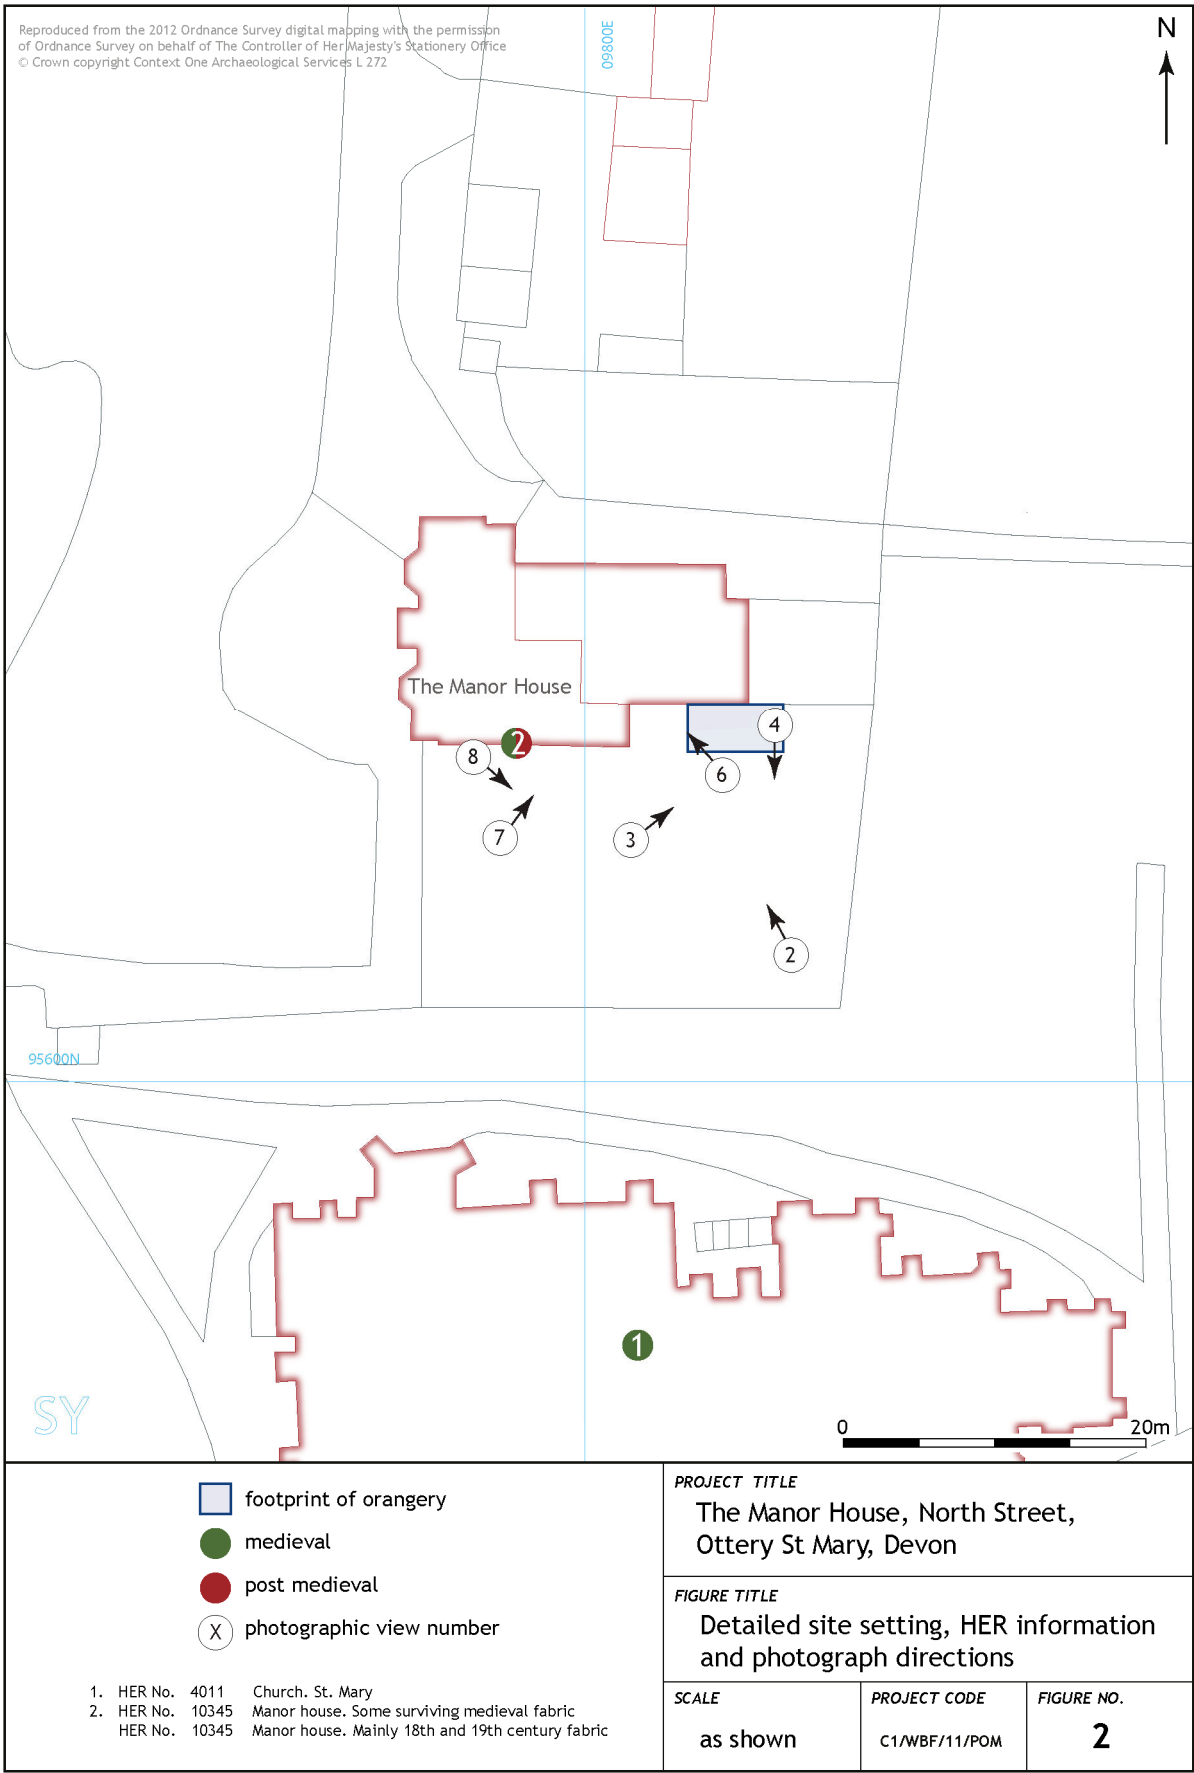 Reproduced from the 2012 Ordnance Survey digital mapping with the permission
of Ordnance Survey on behalf of The Controller of Her Majesty's Stationery Office
© Crown copyright Context One Archaeological Services L 272
09800E
N
The Manor House
2
4
8
6
7
3
2
95600N
1
SY
0 20m
footprint of orangery
medieval
post medieval
X photographic view number
1. HER No. 4011 Church. St. Mary
2. HER No. 10345 Manor house. Some surviving medieval fabric
HER No. 10345 Manor house. Mainly 18th and 19th century fabric
PROJECT TITLE
The Manor House, North Street,
Ottery St Mary, Devon
FIGURE TITLE
Detailed site setting, HER information
and photograph directions
SCALE
as shown
PROJECT CODE
C1/WBF/11/POM
FIGURE NO.
2